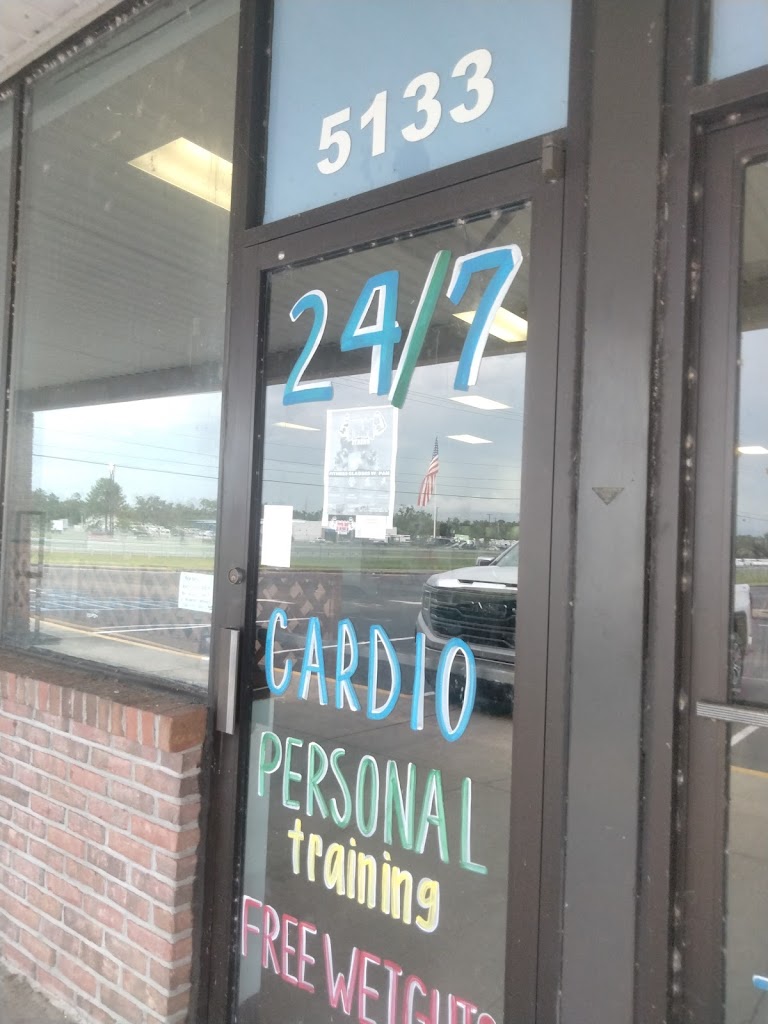 5133
24/7
CARDIO
PERSONAL
training
FREE WEIGHTS